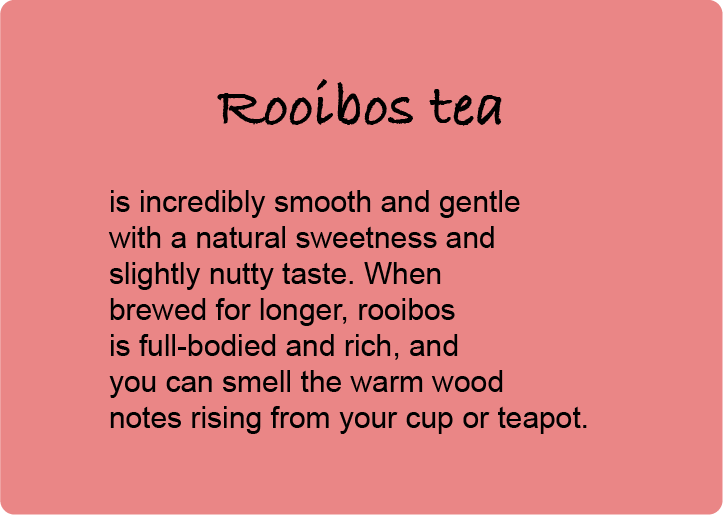 Rooibos tea
is incredibly smooth and gentle
with a natural sweetness and
slightly nutty taste. When
brewed for longer, rooibos
is full-bodied and rich, and
you can smell the warm wood
notes rising from your cup or teapot.